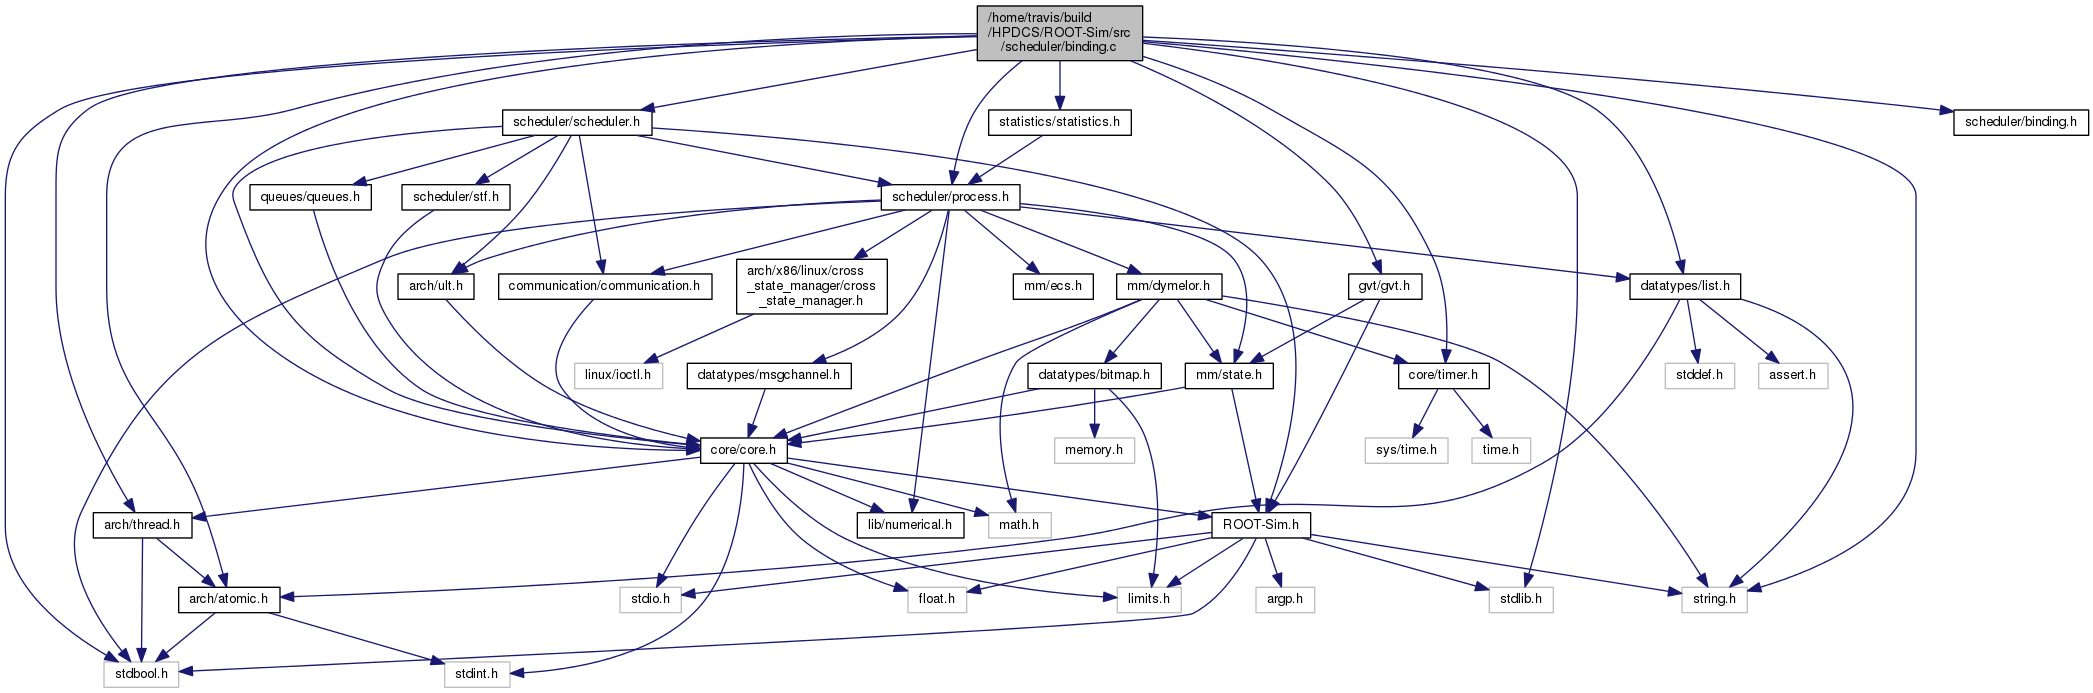 /home/travis/build
/HPDCS/ROOT-Sim/src
/scheduler/binding.c
scheduler/scheduler.h
statistics/statistics.h
scheduler/binding.h
queues/queues.h
scheduler/stf.h
scheduler/process.h
arch/ult.h
communication/communication.h
arch/x86/linux/cross
_state_manager/cross
_state_manager.h
mm/ecs.h
mm/dymelor.h
gvt/gvt.h
datatypes/list.h
linux/ioctl.h
datatypes/msgchannel.h
datatypes/bitmap.h
mm/state.h
core/timer.h
stddef.h
assert.h
core/core.h
memory.h
sys/time.h
time.h
arch/thread.h
lib/numerical.h
math.h
ROOT-Sim.h
arch/atomic.h
stdio.h
float.h
limits.h
argp.h
stdlib.h
string.h
stdbool.h
stdint.h